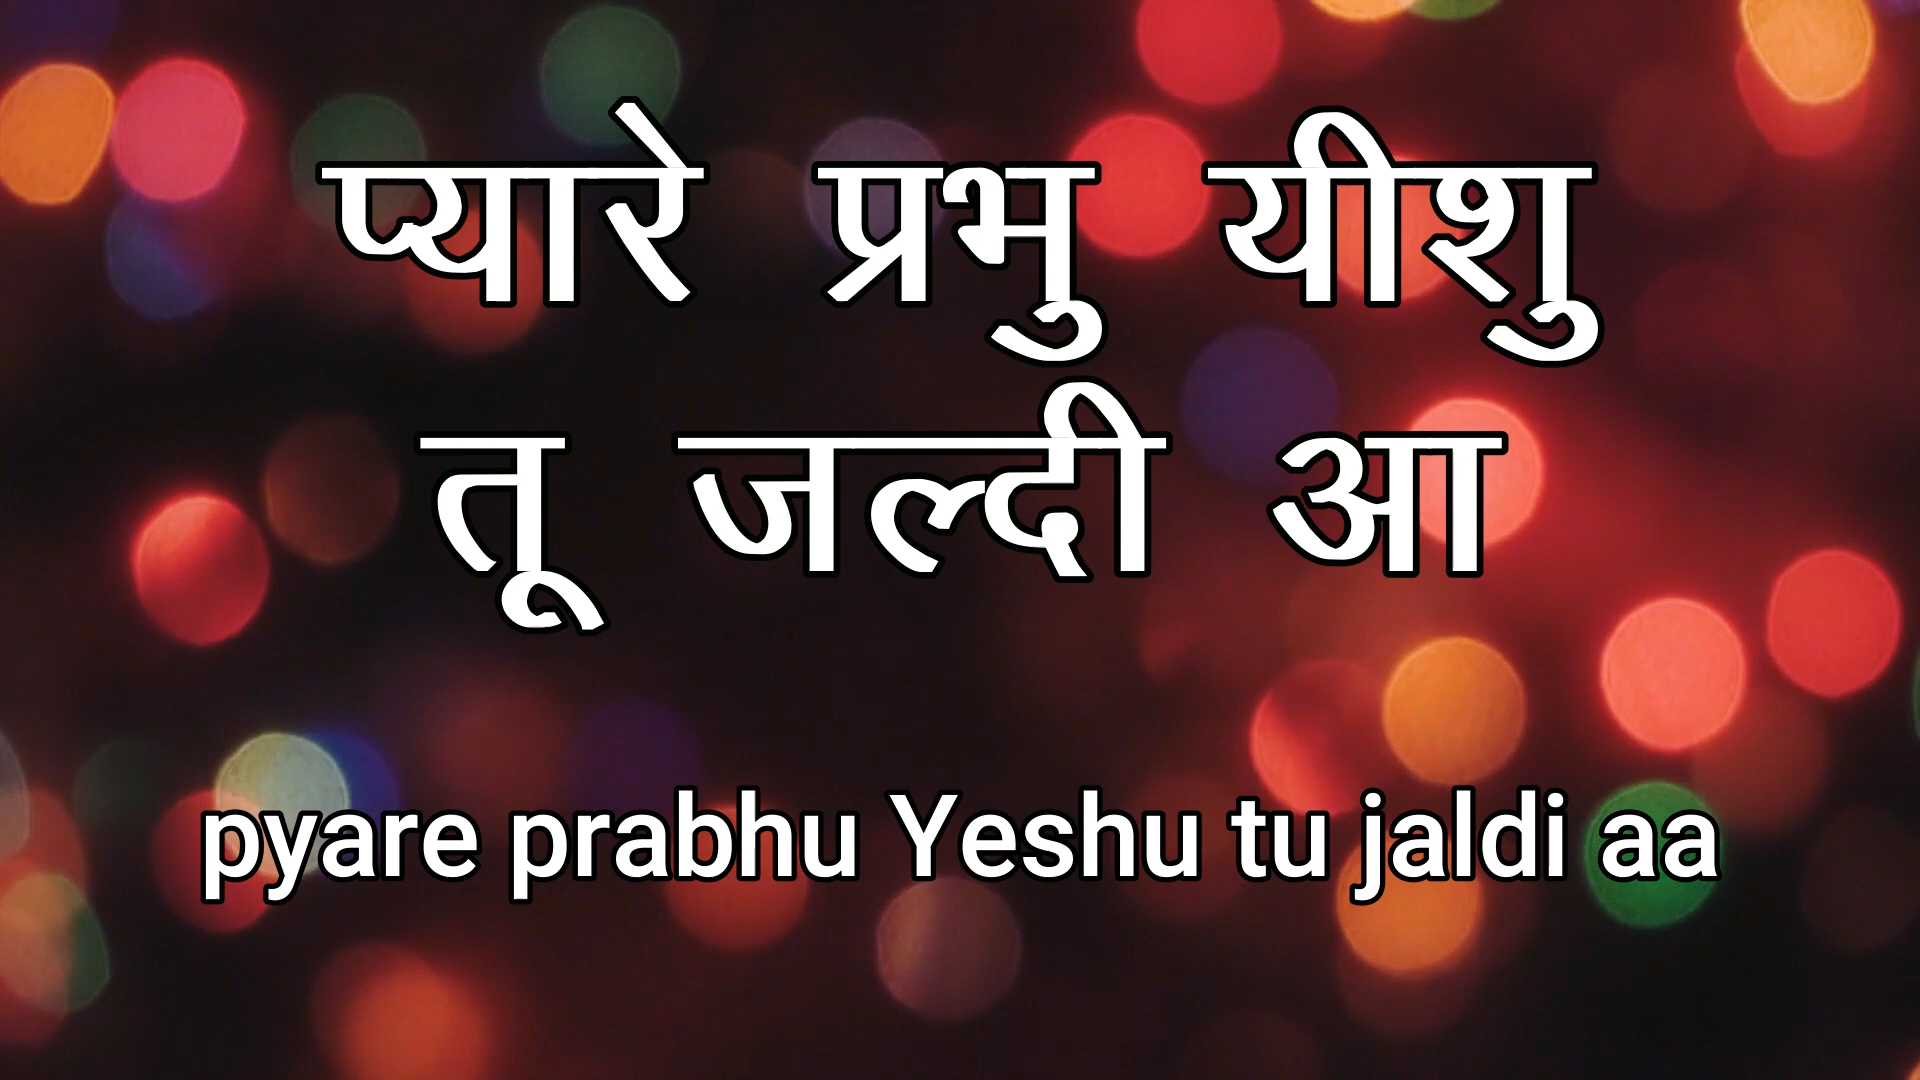 प्यारे प्रभु यीशु
तू जल्दी आ
pyare prabhu Yeshu tu jaldi aa